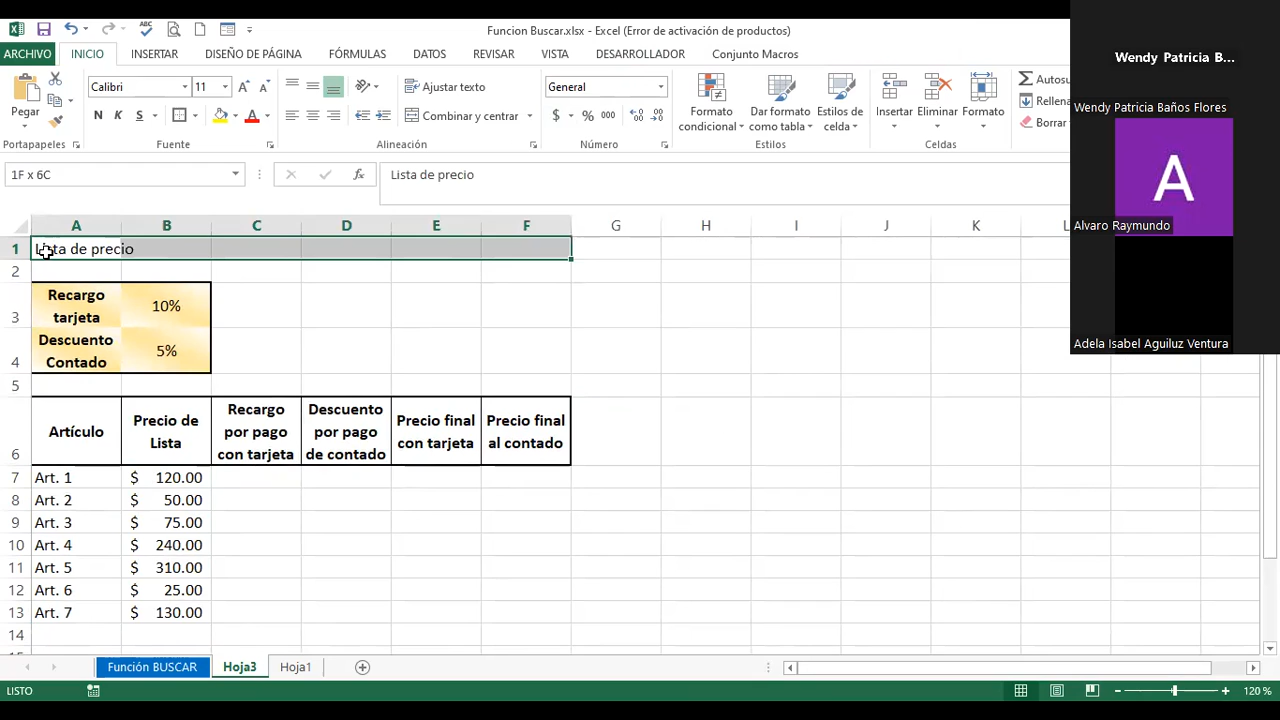 Funcion Buscar.xlsx - Excel (Error de activación de productos)
ARCHIVO INICIO INSERTAR DISEÑO DE PÁGINA FÓRMULAS DATOS REVISAR VISTA DESARROLLADOR Conjunto Macros
Pegar
Calibri 11
N K S
Ajustar texto
Combinar y centrar
General
$ % 000
Formato condicional
Dar formato como tabla
Estilos de celda
Insertar
Eliminar
Formato
Σ Autosu
Rellena
Borrar
Portapapeles Fuente Alineación Número Estilos Celdas
1F x 6C
fx
Lista de precio
A B C D E F G H I J K L
1 Lista de precio
2
3 Recargo tarjeta 10%
4 Descuento Contado 5%
5
6 Artículo Precio de Lista Recargo por pago con tarjeta Descuento por pago de contado Precio final con tarjeta Precio final al contado
7 Art. 1 $ 120.00
8 Art. 2 $ 50.00
9 Art. 3 $ 75.00
10 Art. 4 $ 240.00
11 Art. 5 $ 310.00
12 Art. 6 $ 25.00
13 Art. 7 $ 130.00
14
Función BUSCAR Hoja3 Hoja1
LISTO
120 %
Wendy Patricia B...
Wendy Patricia Baños Flores
A
Alvaro Raymundo
Adela Isabel Aguiluz Ventura